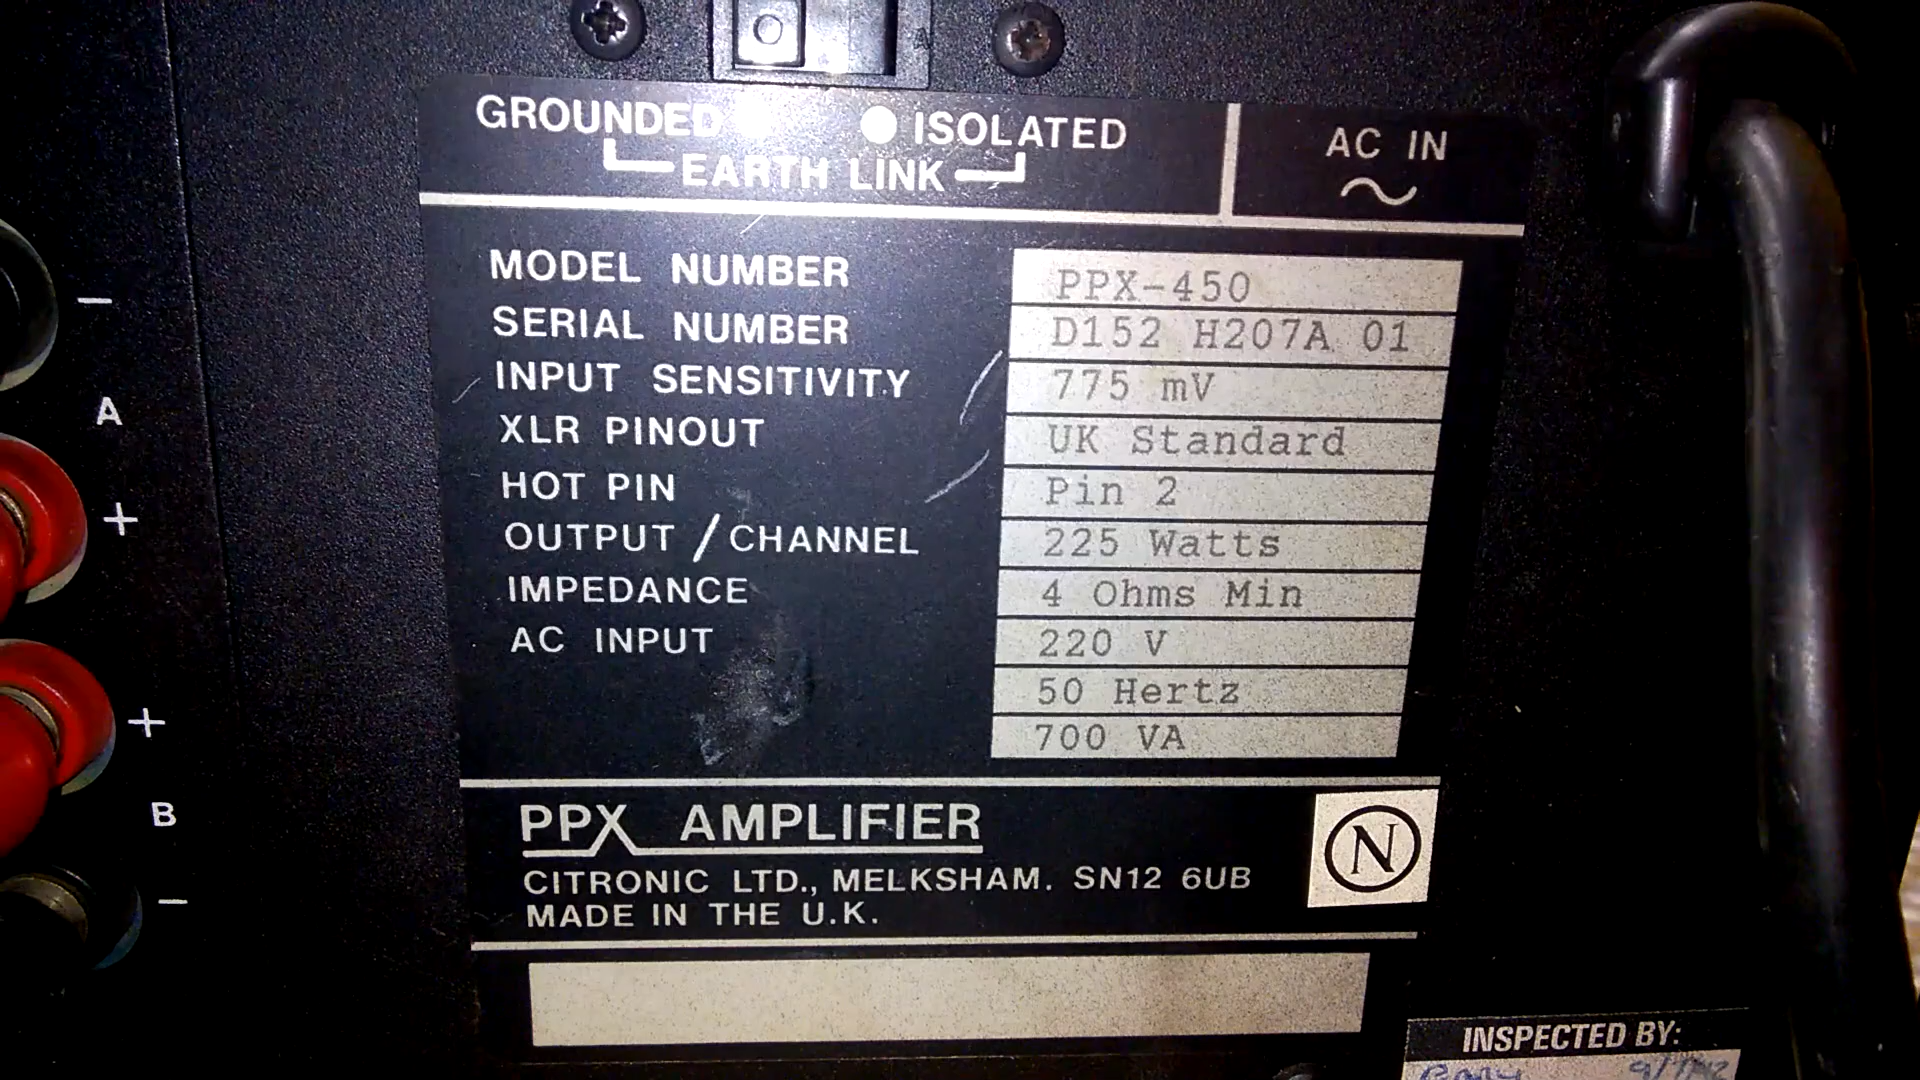 GROUNDED ISOLATED
EARTH LINK
AC IN
MODEL NUMBER PPX-450
SERIAL NUMBER D152 H207A 01
INPUT SENSITIVITY 775 mV
XLR PINOUT UK Standard
HOT PIN Pin 2
OUTPUT / CHANNEL 225 Watts
IMPEDANCE 4 Ohms Min
AC INPUT 220 V
50 Hertz
700 VA
PPX AMPLIFIER
N
CITRONIC LTD., MELKSHAM. SN12 6UB
MADE IN THE U.K.
− A +
+ B −
INSPECTED BY: